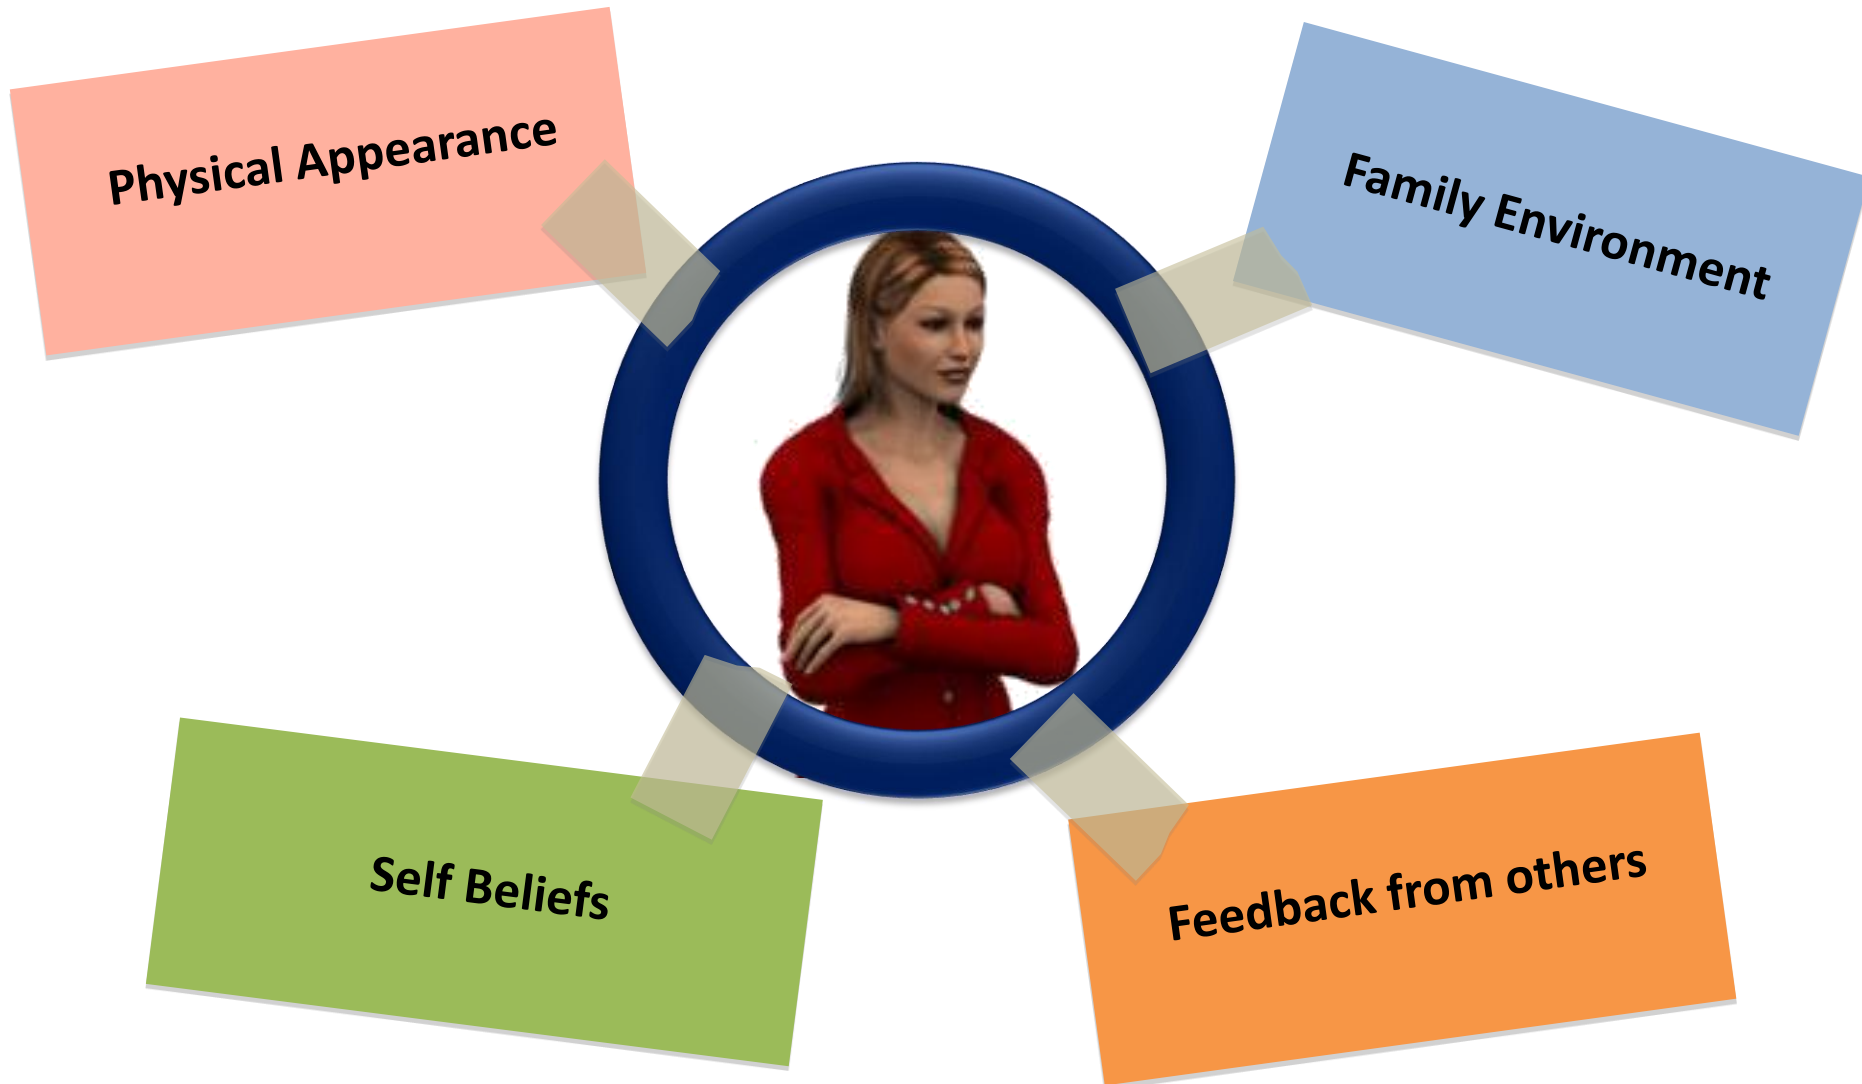 Physical Appearance
Family Environment
Self Beliefs
Feedback from others